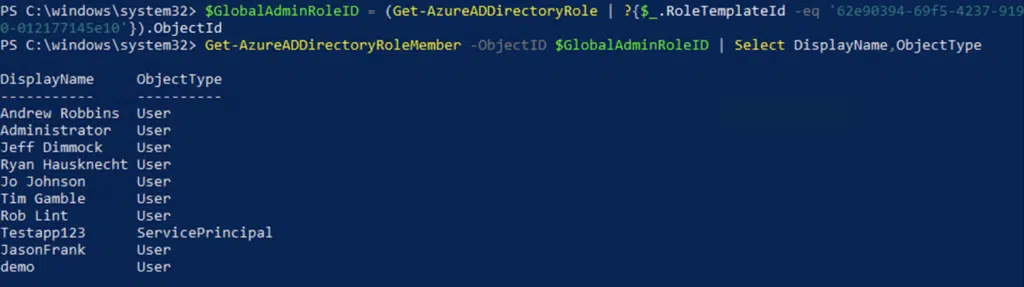 PS C:\windows\system32> $GlobalAdminRoleID = (Get-AzureADDirectoryRole | ?{$_.RoleTemplateId -eq '62e90394-69f5-4237-919
0-012177145e10'}).ObjectId
PS C:\windows\system32> Get-AzureADDirectoryRoleMember -ObjectID $GlobalAdminRoleID | Select DisplayName,ObjectType
DisplayName ObjectType
----------- ----------
Andrew Robbins User
Administrator User
Jeff Dimmock User
Ryan Hausknecht User
Jo Johnson User
Tim Gamble User
Rob Lint User
Testapp123 ServicePrincipal
JasonFrank User
demo User